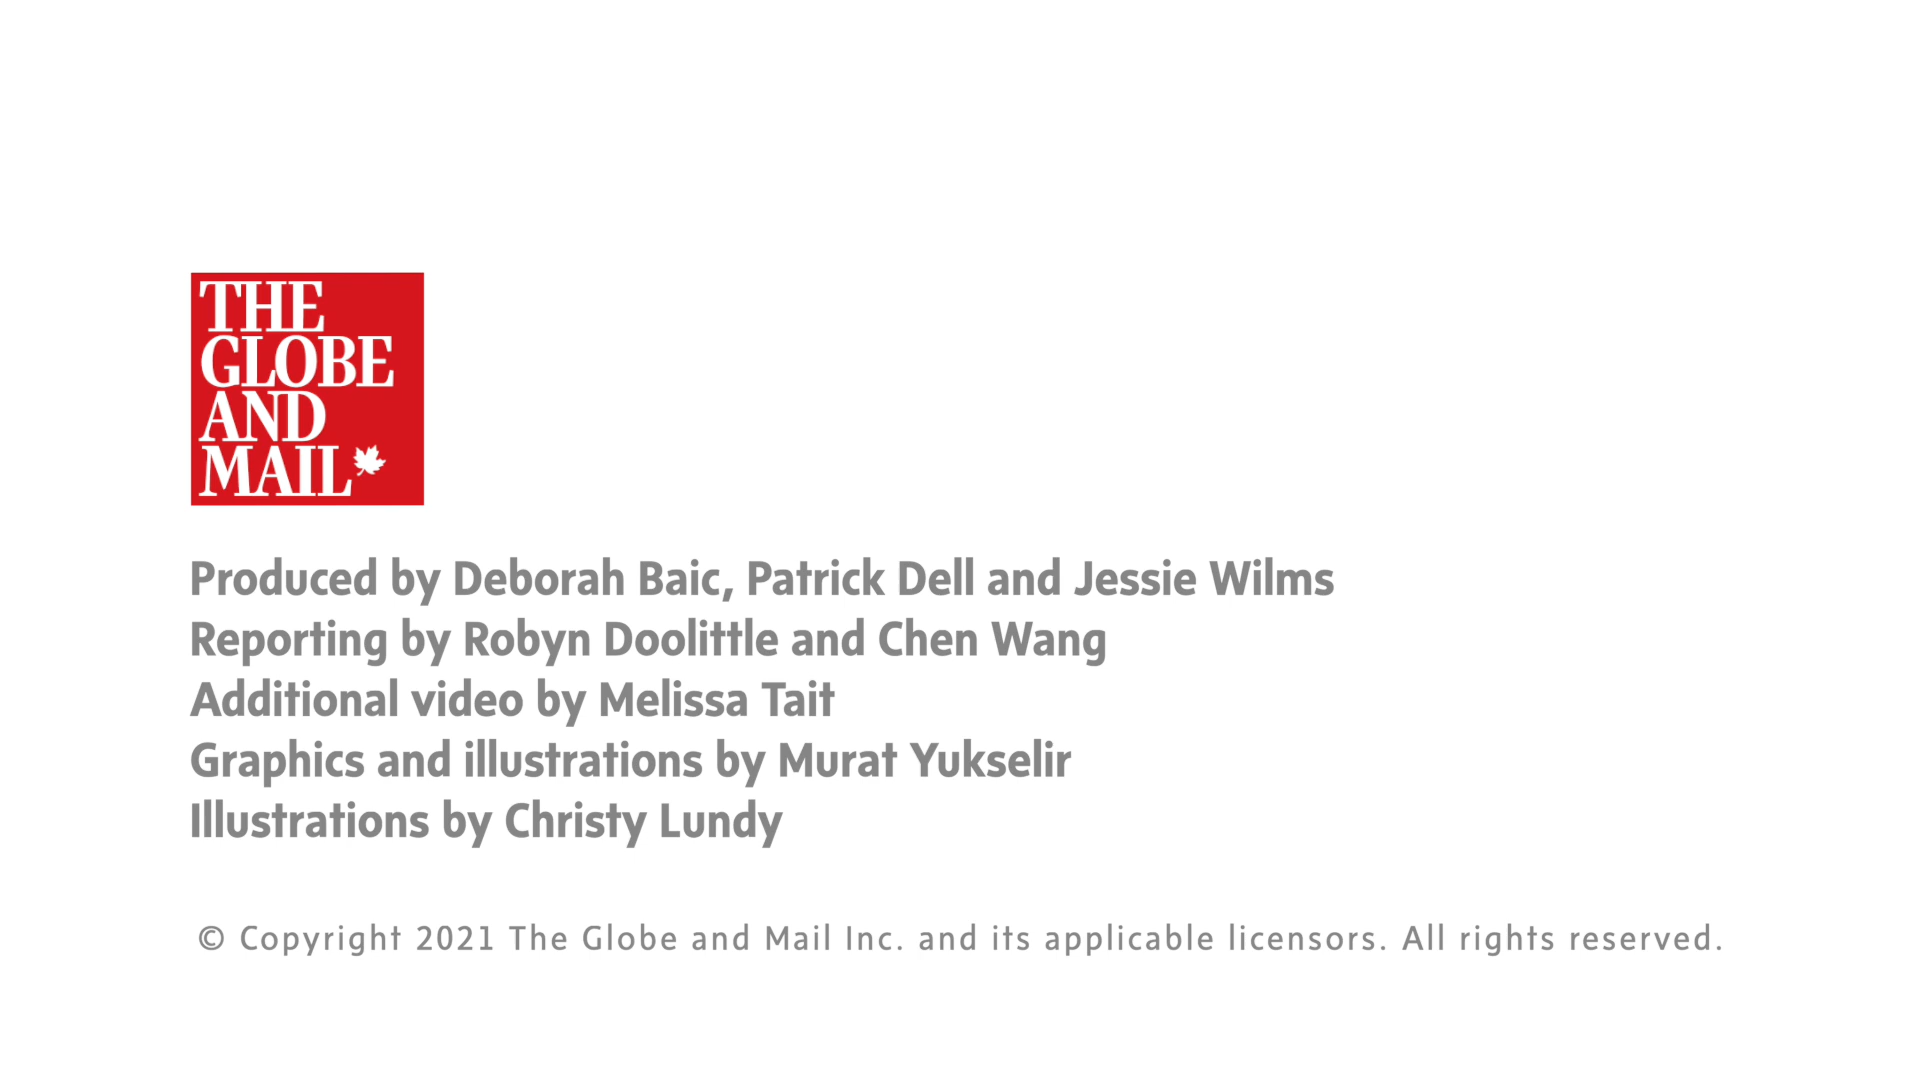 THE
GLOBE
AND
MAIL
Produced by Deborah Baic, Patrick Dell and Jessie Wilms
Reporting by Robyn Doolittle and Chen Wang
Additional video by Melissa Tait
Graphics and illustrations by Murat Yukselir
Illustrations by Christy Lundy
© Copyright 2021 The Globe and Mail Inc. and its applicable licensors. All rights reserved.